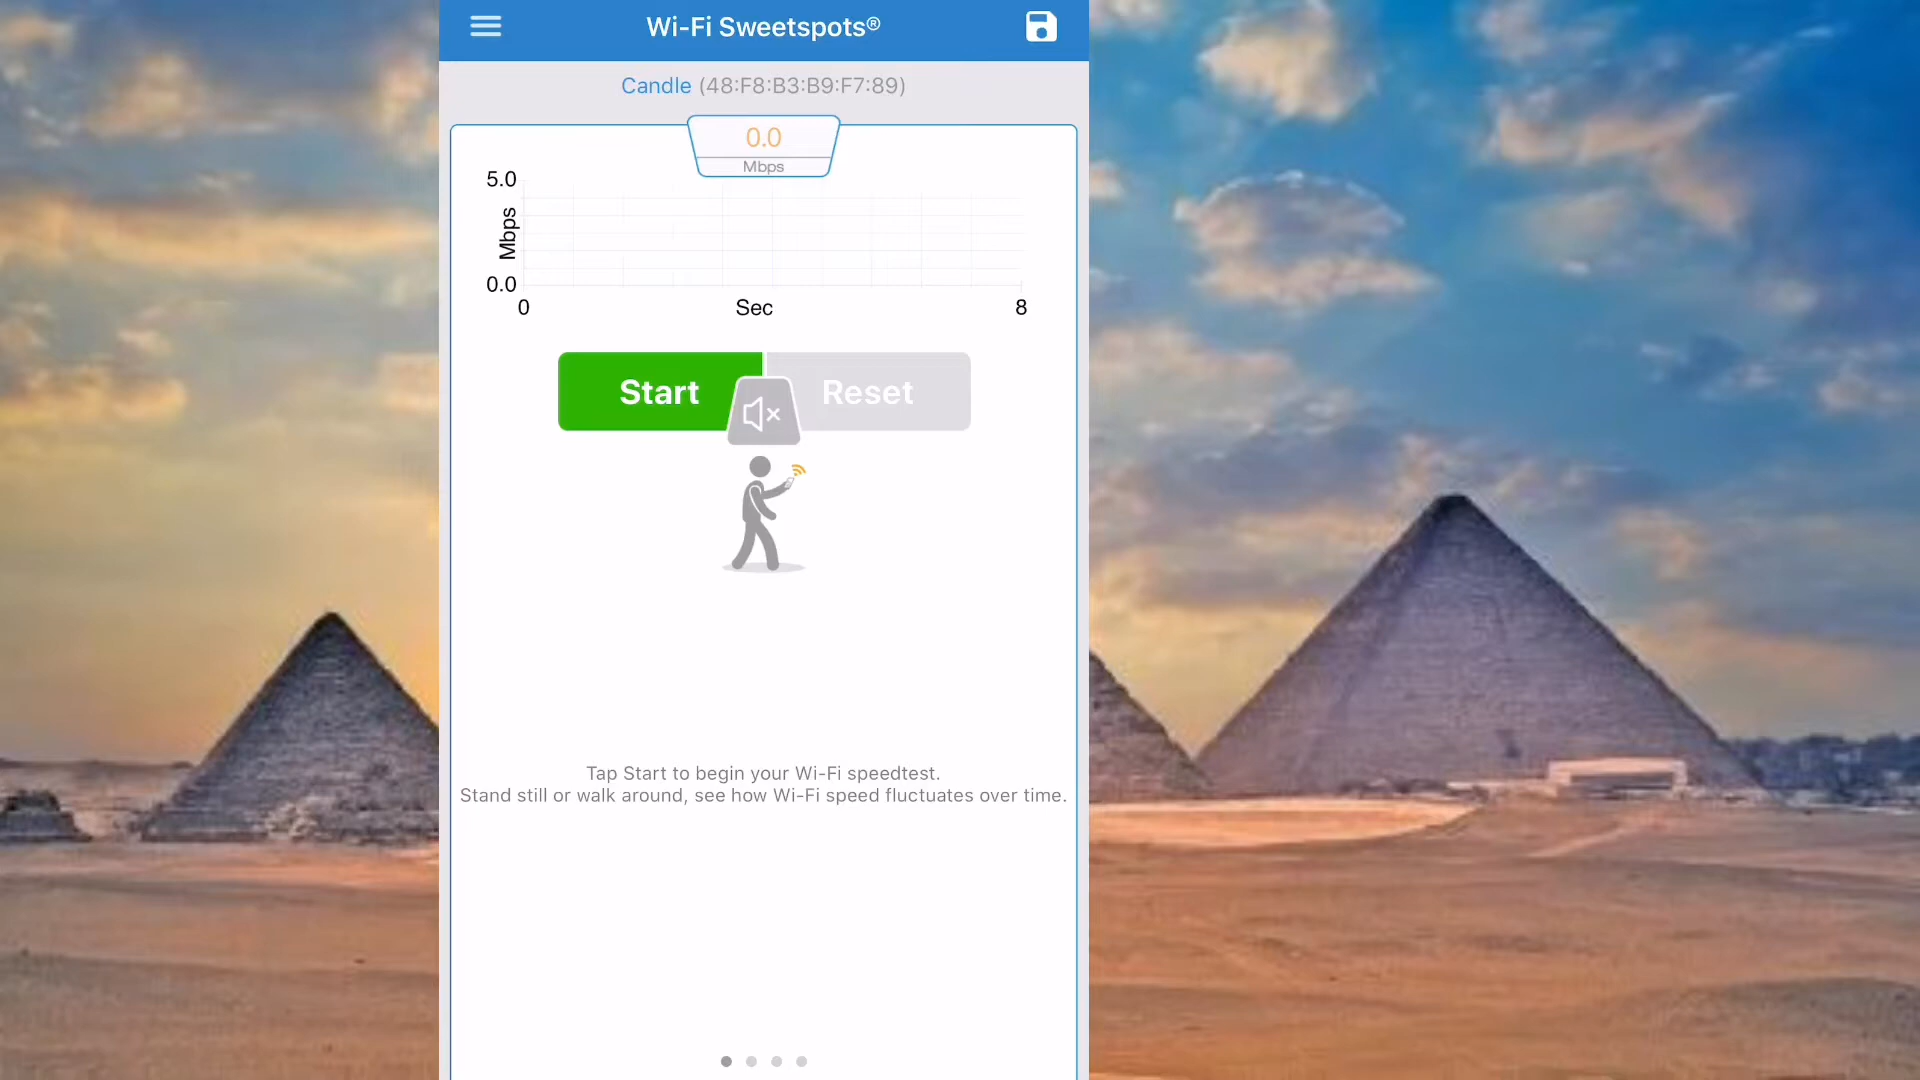 Wi-Fi Sweetspots®
Candle (48:F8:B3:B9:F7:89)
0.0
Mbps
5.0
Mbps
0.0
0
Sec
8
Start
Reset
Tap Start to begin your Wi-Fi speedtest.
Stand still or walk around, see how Wi-Fi speed fluctuates over time.